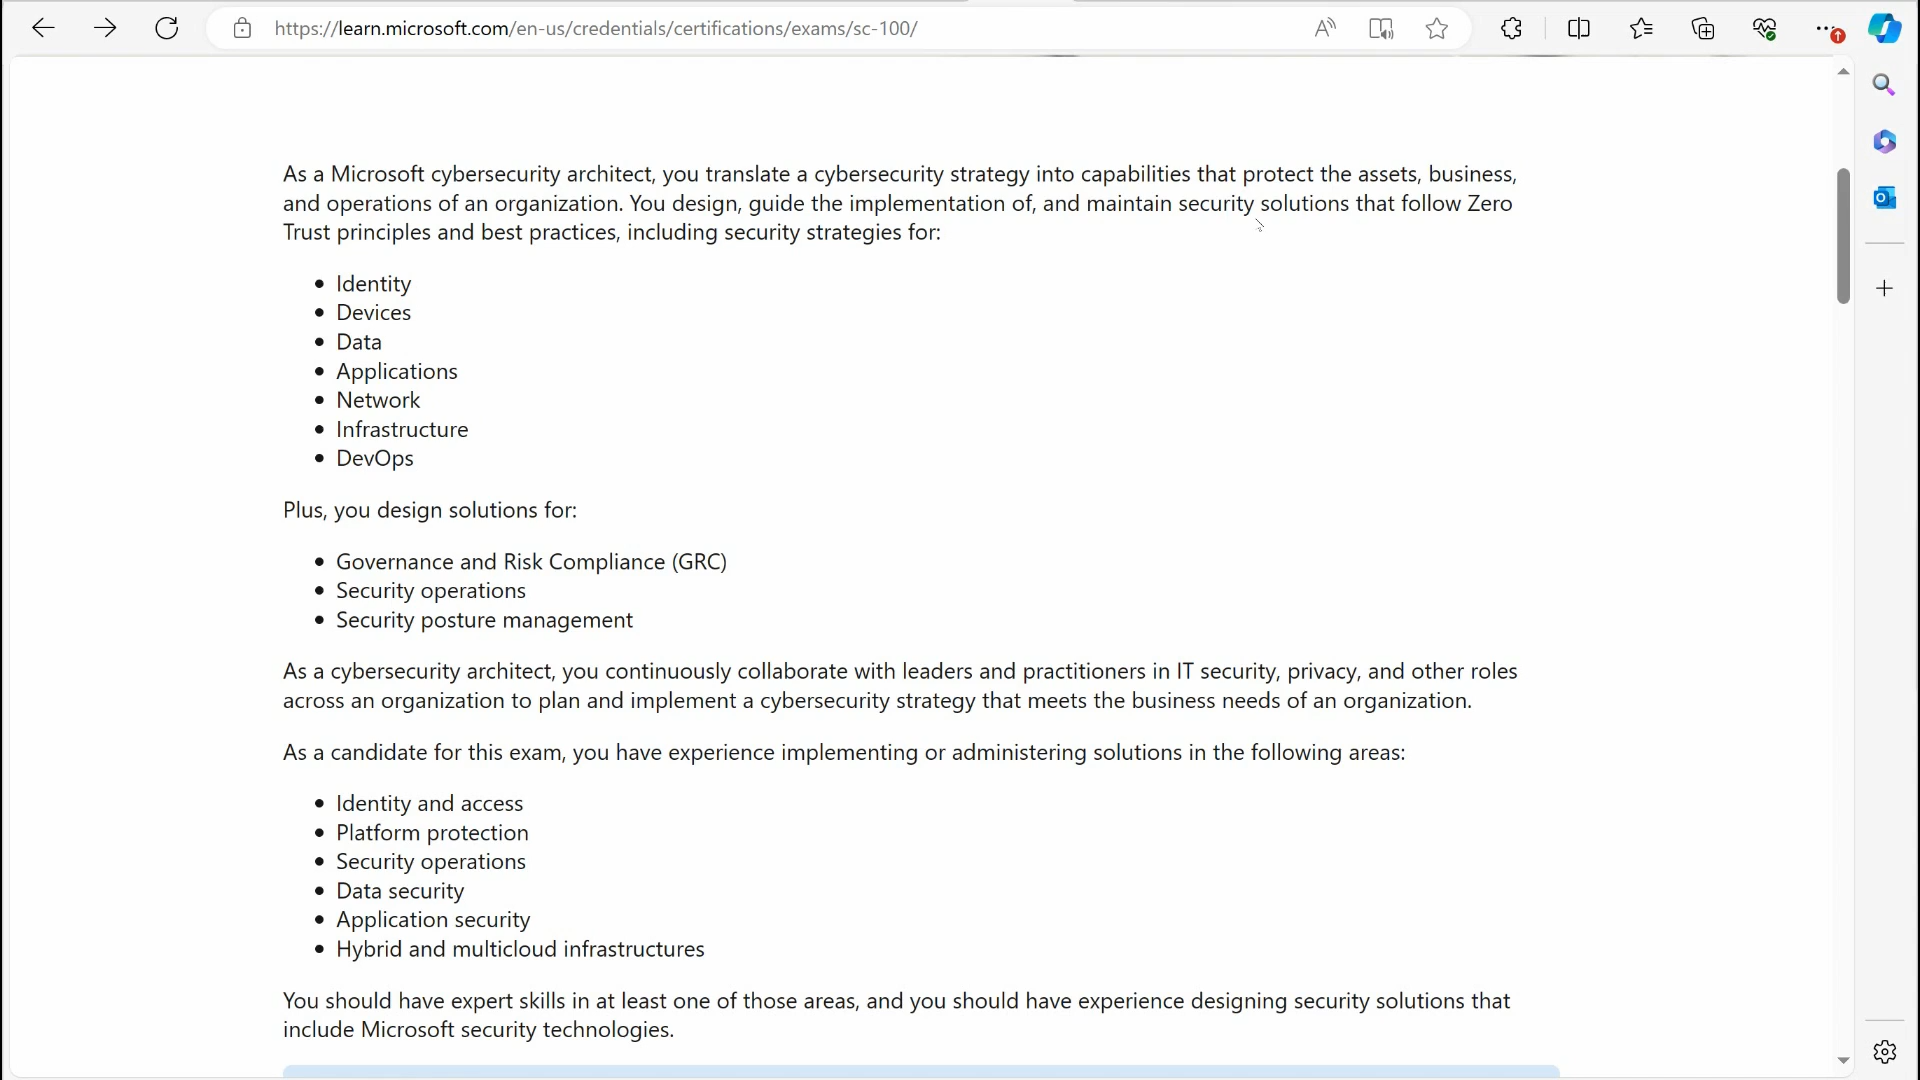 https://learn.microsoft.com/en-us/credentials/certifications/exams/sc-100/
As a Microsoft cybersecurity architect, you translate a cybersecurity strategy into capabilities that protect the assets, business,
and operations of an organization. You design, guide the implementation of, and maintain security solutions that follow Zero
Trust principles and best practices, including security strategies for:
• Identity
• Devices
• Data
• Applications
• Network
• Infrastructure
• DevOps
Plus, you design solutions for:
• Governance and Risk Compliance (GRC)
• Security operations
• Security posture management
As a cybersecurity architect, you continuously collaborate with leaders and practitioners in IT security, privacy, and other roles
across an organization to plan and implement a cybersecurity strategy that meets the business needs of an organization.
As a candidate for this exam, you have experience implementing or administering solutions in the following areas:
• Identity and access
• Platform protection
• Security operations
• Data security
• Application security
• Hybrid and multicloud infrastructures
You should have expert skills in at least one of those areas, and you should have experience designing security solutions that
include Microsoft security technologies.